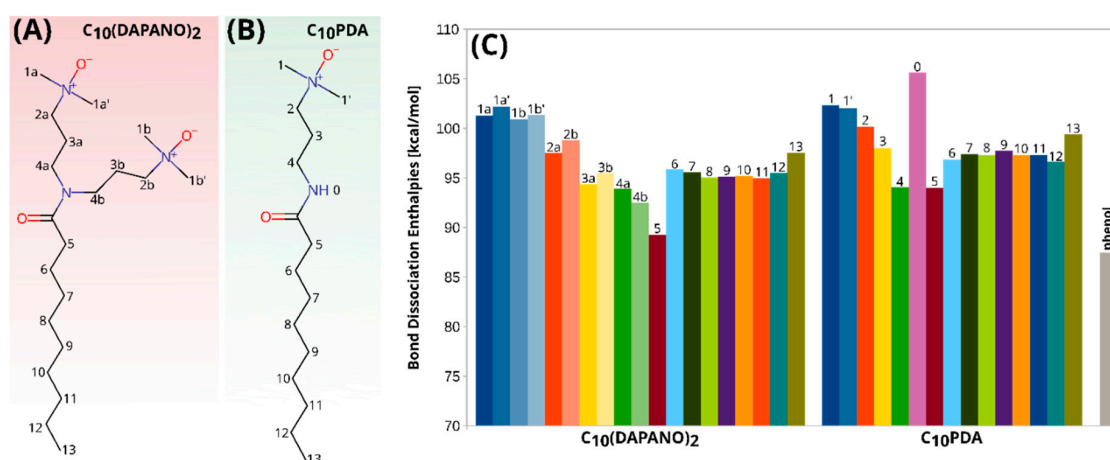 (A)
C10(DAPANO)2
O−
1a
N+
1a'
2a
3a
1b
O−
N+
4a
3b
2b
1b'
N
4b
O
5
6
7
8
9
10
11
12
13
(B)
C10PDA
O−
1
N+
1'
2
3
4
NH 0
O
5
6
7
8
9
10
11
12
13
(C)
Bond Dissociation Enthalpies [kcal/mol]
110
105
100
95
90
85
80
75
70
1a 1a' 1b 1b' 2a 2b 3a 3b 4a 4b 5 6 7 8 9 10 11 12 13
1 1' 2 3 4 0 5 6 7 8 9 10 11 12 13
phenol
C10(DAPANO)2
C10PDA